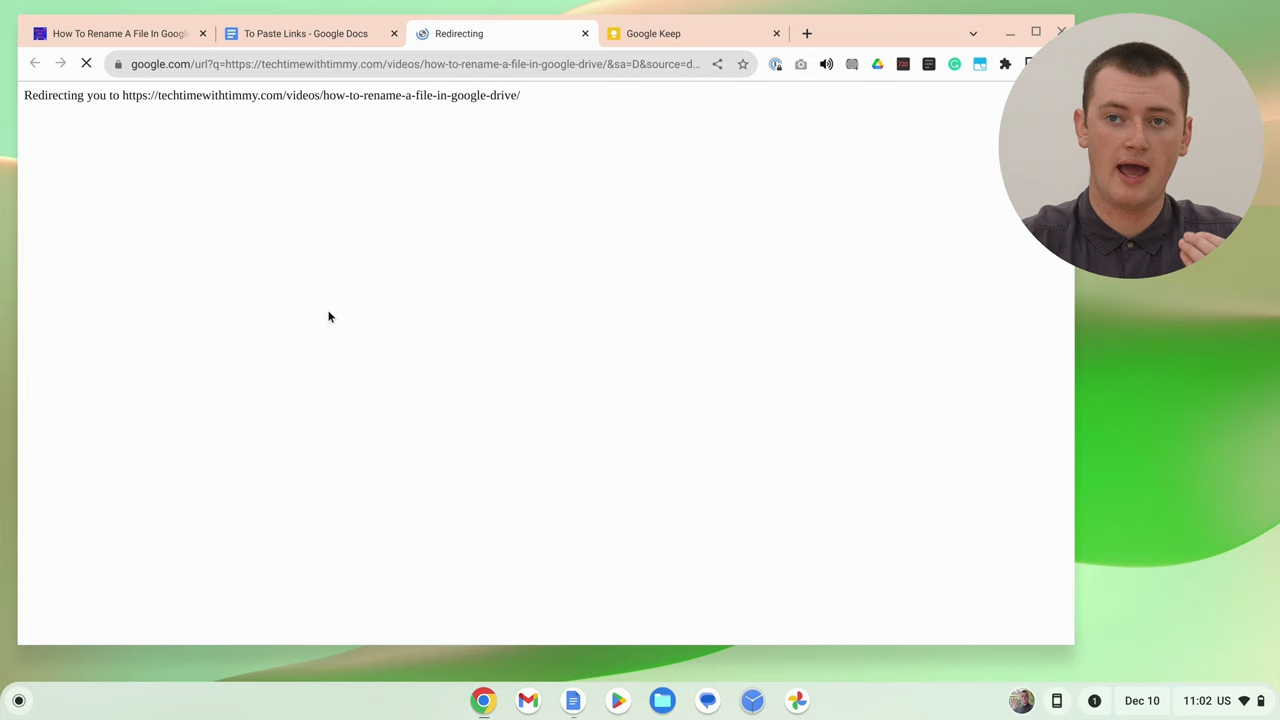 How To Rename A File In Googl
To Paste Links - Google Docs
Redirecting
Google Keep
google.com/url?q=https://techtimewithtimmy.com/videos/how-to-rename-a-file-in-google-drive/&sa=D&source=d...
Redirecting you to https://techtimewithtimmy.com/videos/how-to-rename-a-file-in-google-drive/
1
Dec 10
11:02 US